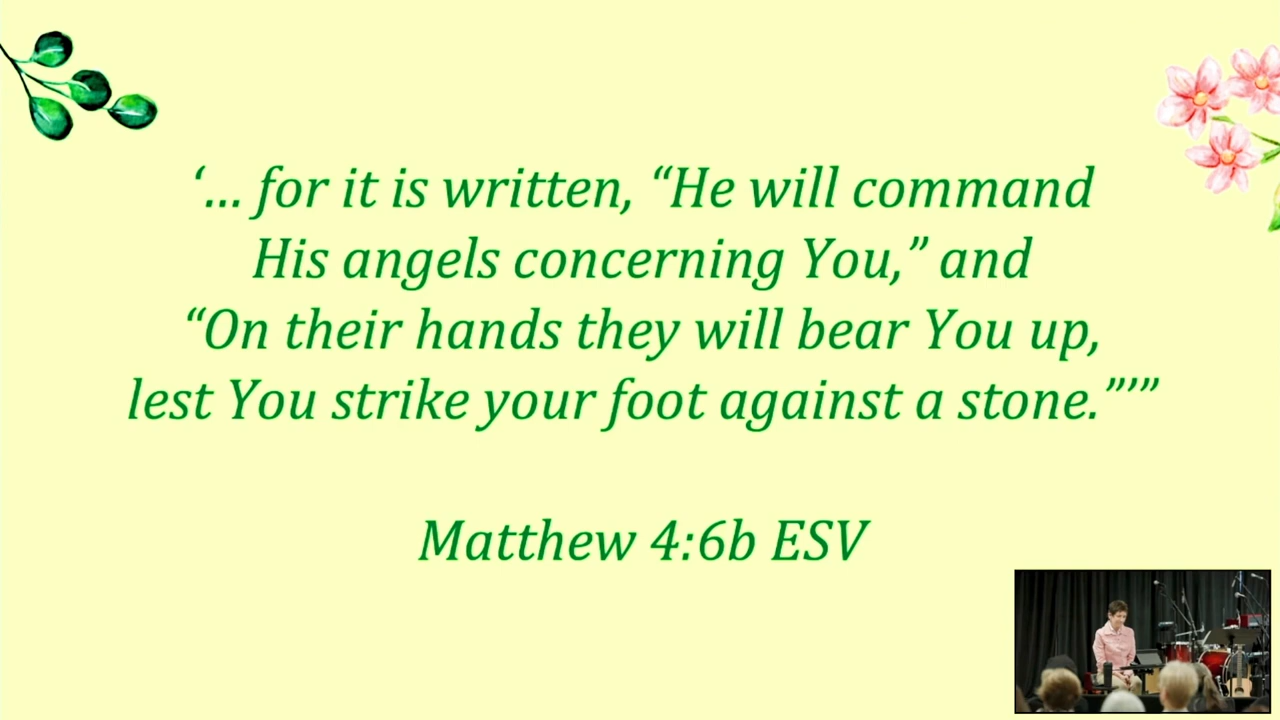 ‘... for it is written, “He will command
His angels concerning You,” and
“On their hands they will bear You up,
lest You strike your foot against a stone.”’”
Matthew 4:6b ESV